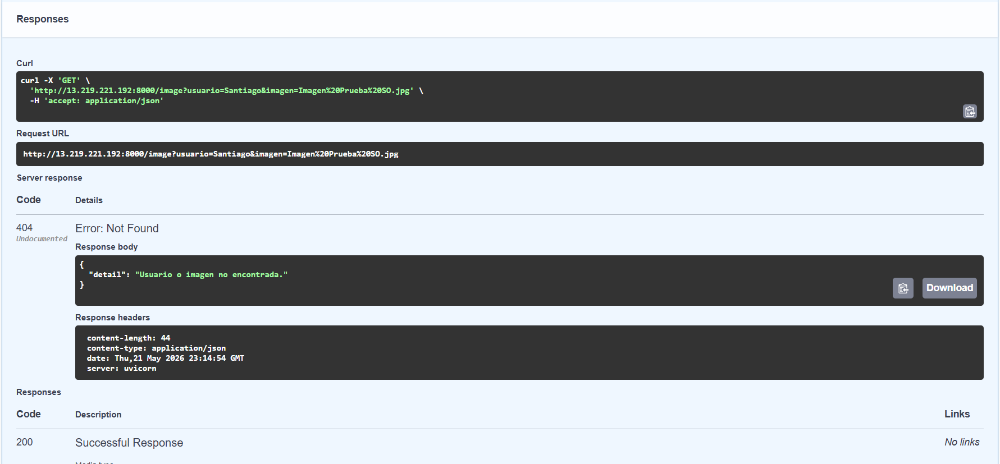 Responses
Curl
curl -X 'GET' \
  'http://13.219.221.192:8000/image?usuario=Santiago&imagen=Imagen%20Prueba%20SO.jpg' \
  -H 'accept: application/json'
Request URL
http://13.219.221.192:8000/image?usuario=Santiago&imagen=Imagen%20Prueba%20SO.jpg
Server response
Code Details
404 Error: Not Found
Undocumented
Response body
{
  "detail": "Usuario o imagen no encontrada."
}
Download
Response headers
content-length: 44
content-type: application/json
date: Thu,21 May 2026 23:14:54 GMT
server: uvicorn
Responses
Code Description Links
200 Successful Response No links
Media type